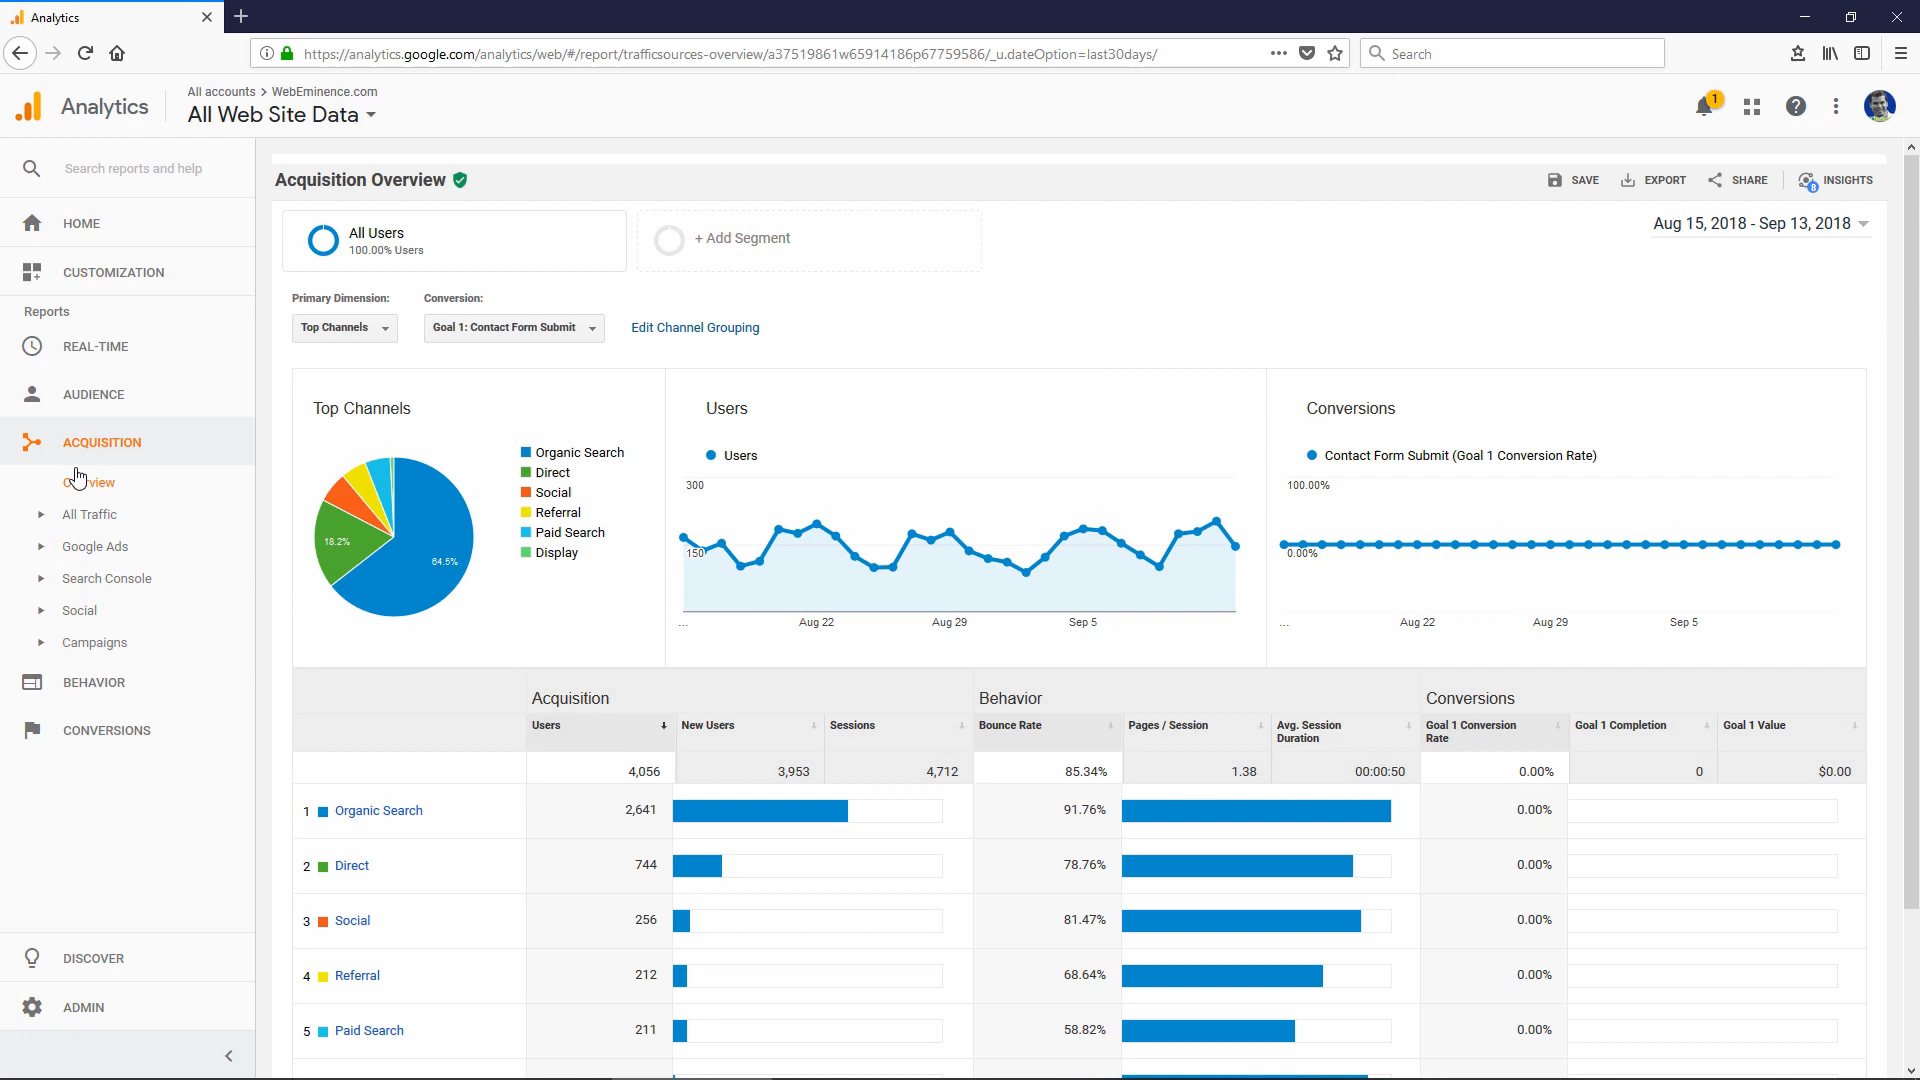 Analytics
https://analytics.google.com/analytics/web/#/report/trafficsources-overview/a37519861w65914186p67759586/_u.dateOption=last30days/
Search
Analytics
All accounts > WebEminence.com
All Web Site Data
1
Search reports and help
HOME
CUSTOMIZATION
Reports
REAL-TIME
AUDIENCE
ACQUISITION
All Traffic
Google Ads
Search Console
Social
Campaigns
BEHAVIOR
CONVERSIONS
DISCOVER
ADMIN
Acquisition Overview
SAVE
EXPORT
SHARE
8
INSIGHTS
All Users
100.00% Users
+ Add Segment
Aug 15, 2018 - Sep 13, 2018
Primary Dimension:
Conversion:
Top Channels
Goal 1: Contact Form Submit
Edit Channel Grouping
Top Channels
Organic Search
Direct
Social
Referral
Paid Search
Display
18.2%
64.5%
Users
Users
300
150
...
Aug 22
Aug 29
Sep 5
Conversions
Contact Form Submit (Goal 1 Conversion Rate)
100.00%
0.00%
...
Aug 22
Aug 29
Sep 5
Acquisition
Behavior
Conversions
Users
New Users
Sessions
Bounce Rate
Pages / Session
Avg. Session Duration
Goal 1 Conversion Rate
Goal 1 Completion
Goal 1 Value
4,056
3,953
4,712
85.34%
1.38
00:00:50
0.00%
0
$0.00
1 Organic Search 2,641 91.76% 0.00%
2 Direct 744 78.76% 0.00%
3 Social 256 81.47% 0.00%
4 Referral 212 68.64% 0.00%
5 Paid Search 211 58.82% 0.00%